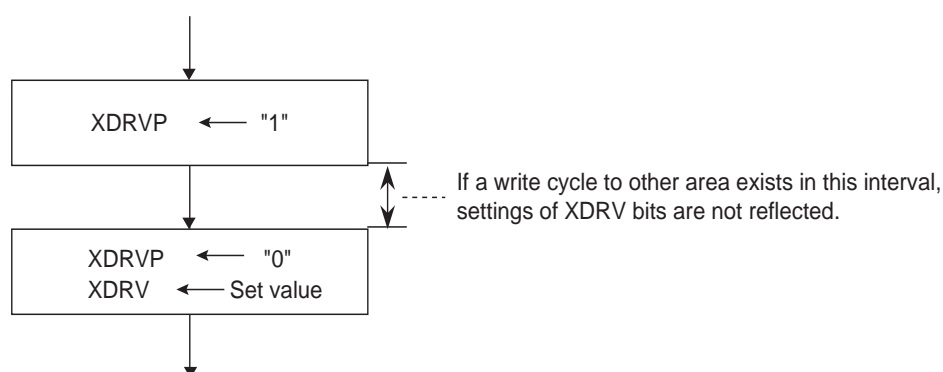 XDRVP ← "1"
If a write cycle to other area exists in this interval,
settings of XDRV bits are not reflected.
XDRVP ← "0"
XDRV ← Set value